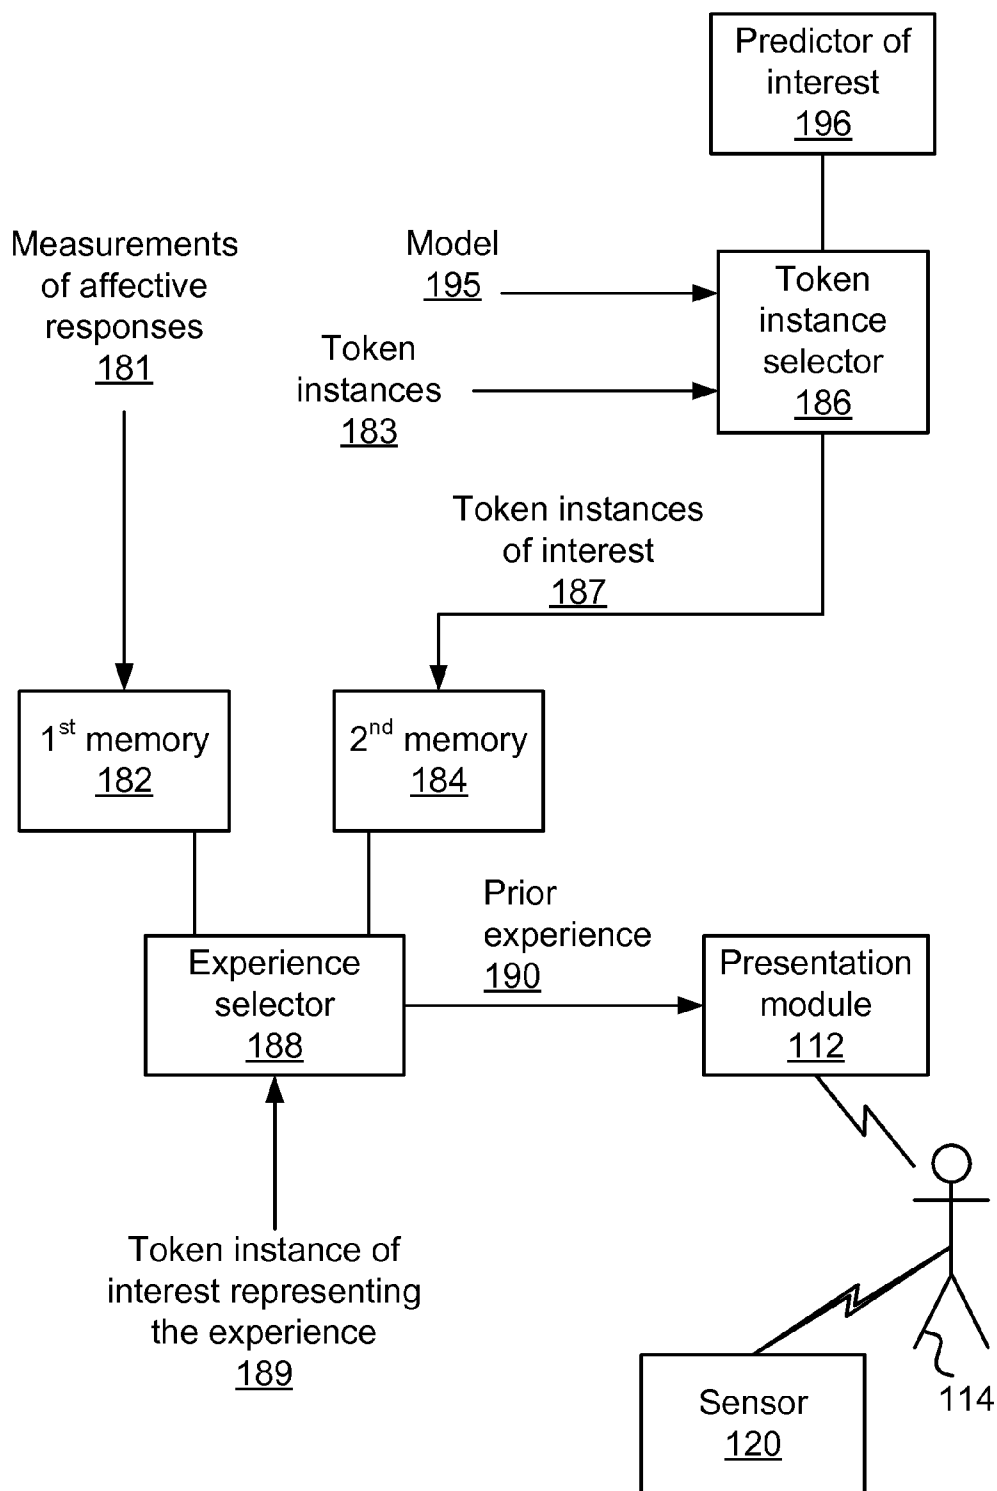 Predictor of
interest
196
Measurements
of affective
responses
181
Model
195
Token
instances
183
Token
instance
selector
186
Token instances
of interest
187
1st memory
182
2nd memory
184
Prior
experience
190
Experience
selector
188
Presentation
module
112
Token instance of
interest representing
the experience
189
114
Sensor
120